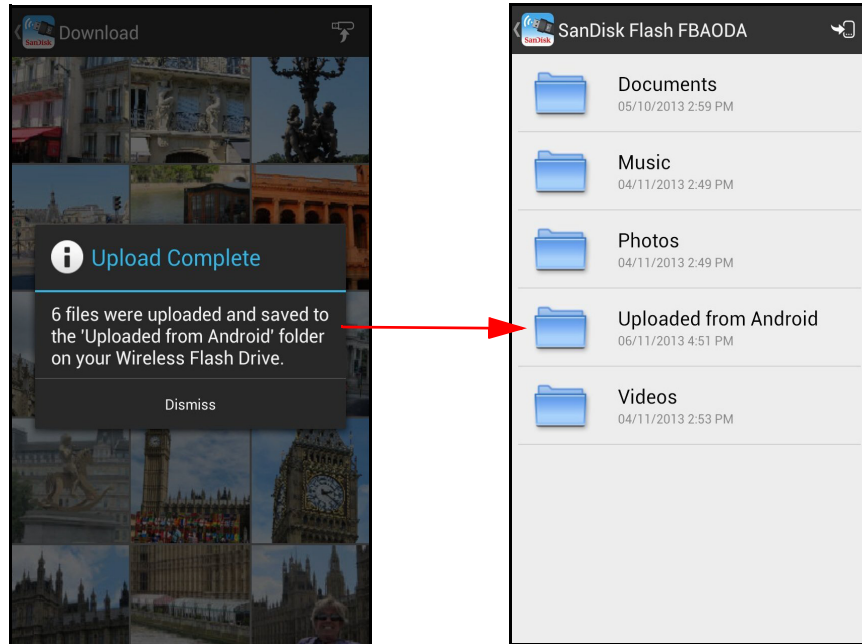 SanDisk
Download
Upload Complete
6 files were uploaded and saved to
the 'Uploaded from Android' folder
on your Wireless Flash Drive.
Dismiss
SanDisk
SanDisk Flash FBAODA
Documents
05/10/2013 2:59 PM
Music
04/11/2013 2:49 PM
Photos
04/11/2013 2:49 PM
Uploaded from Android
06/11/2013 4:51 PM
Videos
04/11/2013 2:53 PM